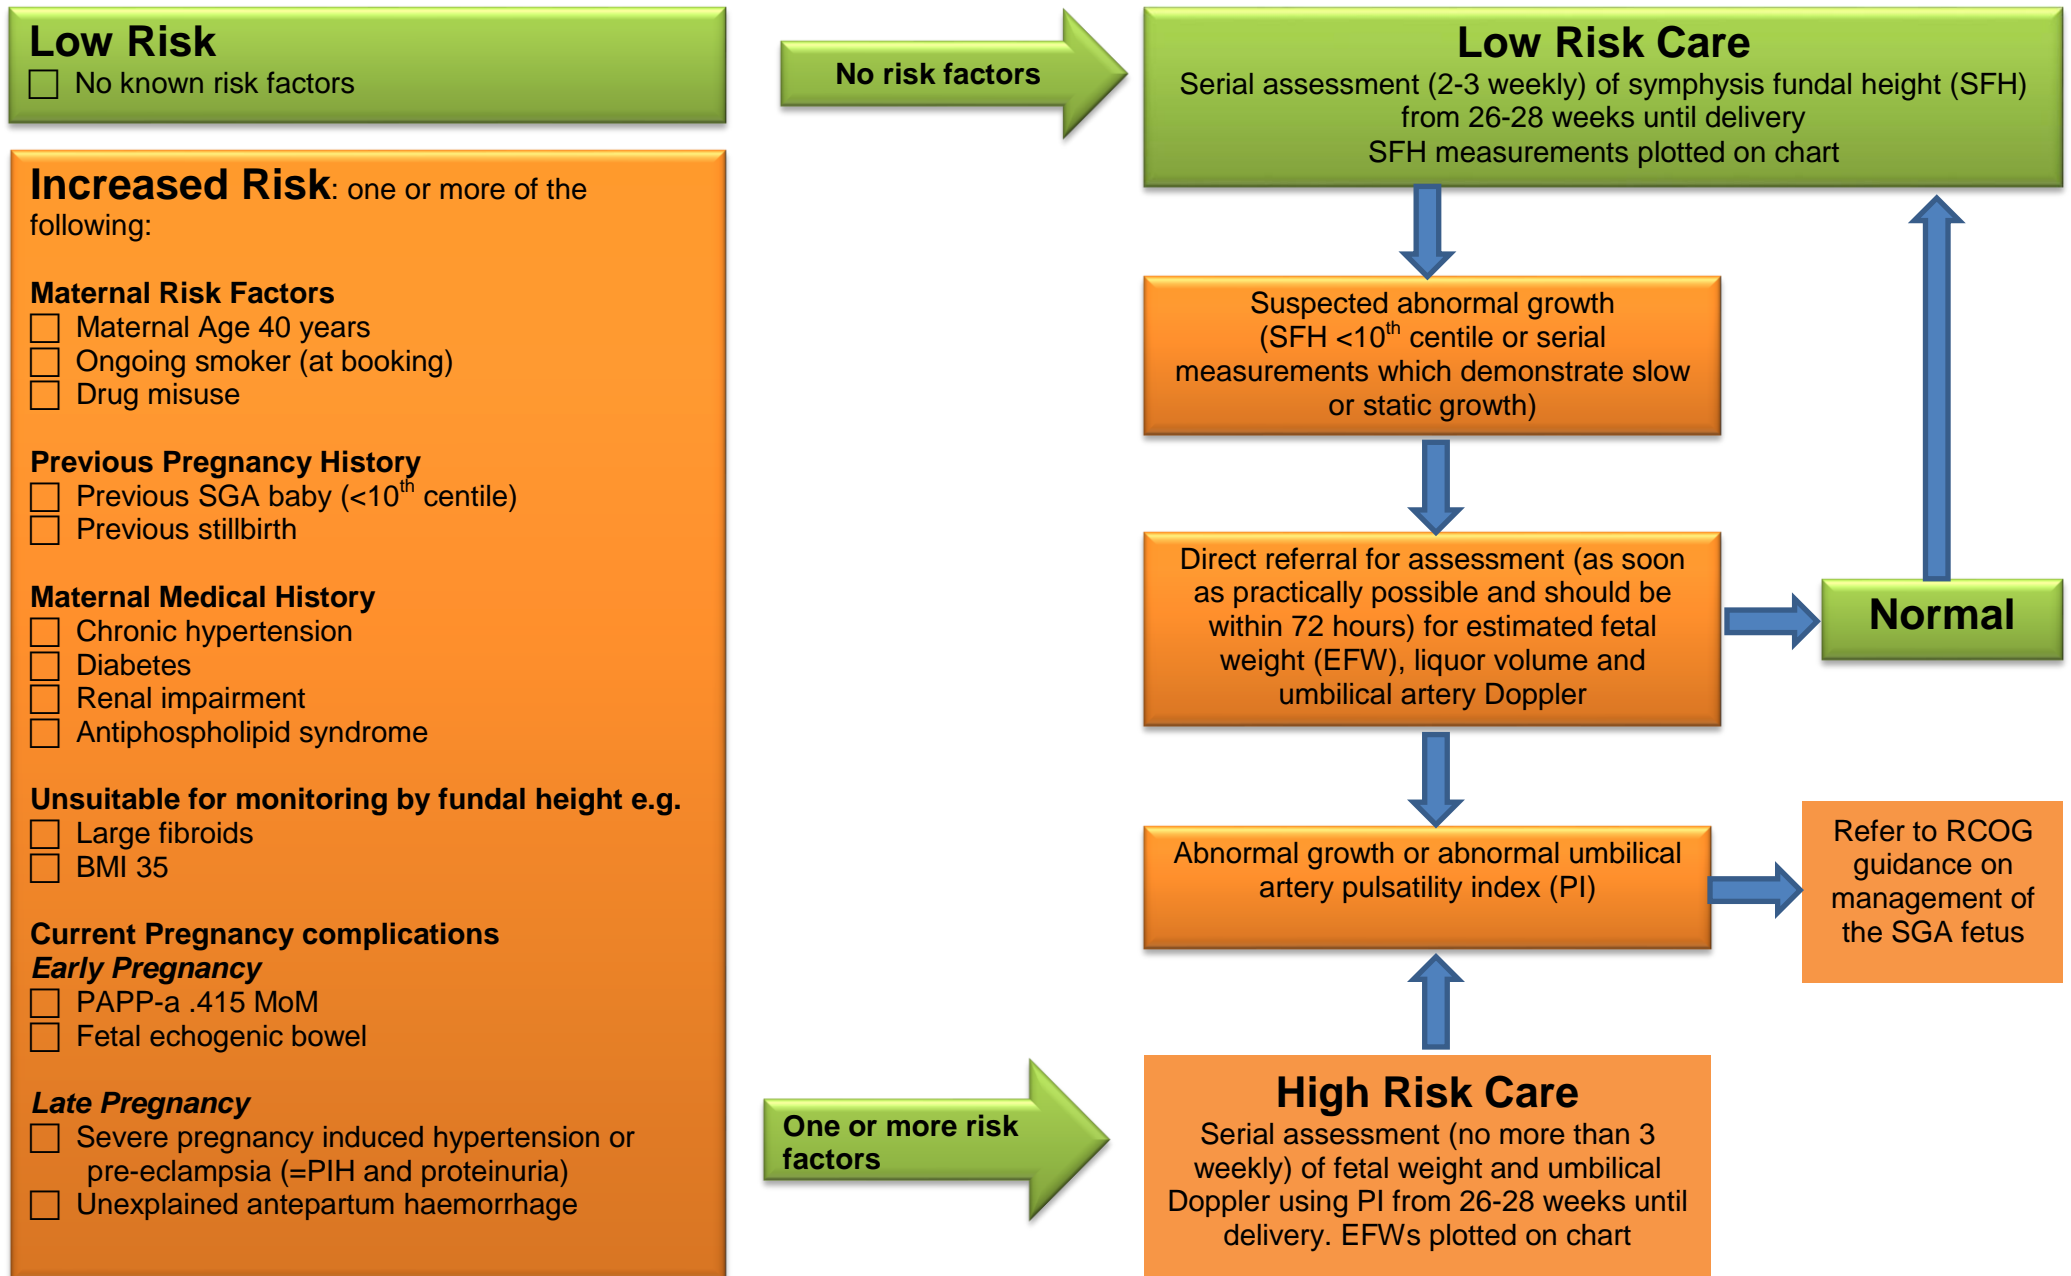 Low Risk
☐ No known risk factors
Increased Risk: one or more of the
following:
Maternal Risk Factors
☐ Maternal Age 40 years
☐ Ongoing smoker (at booking)
☐ Drug misuse
Previous Pregnancy History
☐ Previous SGA baby (<10th centile)
☐ Previous stillbirth
Maternal Medical History
☐ Chronic hypertension
☐ Diabetes
☐ Renal impairment
☐ Antiphospholipid syndrome
Unsuitable for monitoring by fundal height e.g.
☐ Large fibroids
☐ BMI 35
Current Pregnancy complications
Early Pregnancy
☐ PAPP-a .415 MoM
☐ Fetal echogenic bowel
Late Pregnancy
☐ Severe pregnancy induced hypertension or
pre-eclampsia (=PIH and proteinuria)
☐ Unexplained antepartum haemorrhage
No risk factors
One or more risk
factors
Low Risk Care
Serial assessment (2-3 weekly) of symphysis fundal height (SFH)
from 26-28 weeks until delivery
SFH measurements plotted on chart
Suspected abnormal growth
(SFH <10th centile or serial
measurements which demonstrate slow
or static growth)
Direct referral for assessment (as soon
as practically possible and should be
within 72 hours) for estimated fetal
weight (EFW), liquor volume and
umbilical artery Doppler
Normal
Abnormal growth or abnormal umbilical
artery pulsatility index (PI)
Refer to RCOG
guidance on
management of
the SGA fetus
High Risk Care
Serial assessment (no more than 3
weekly) of fetal weight and umbilical
Doppler using PI from 26-28 weeks until
delivery. EFWs plotted on chart